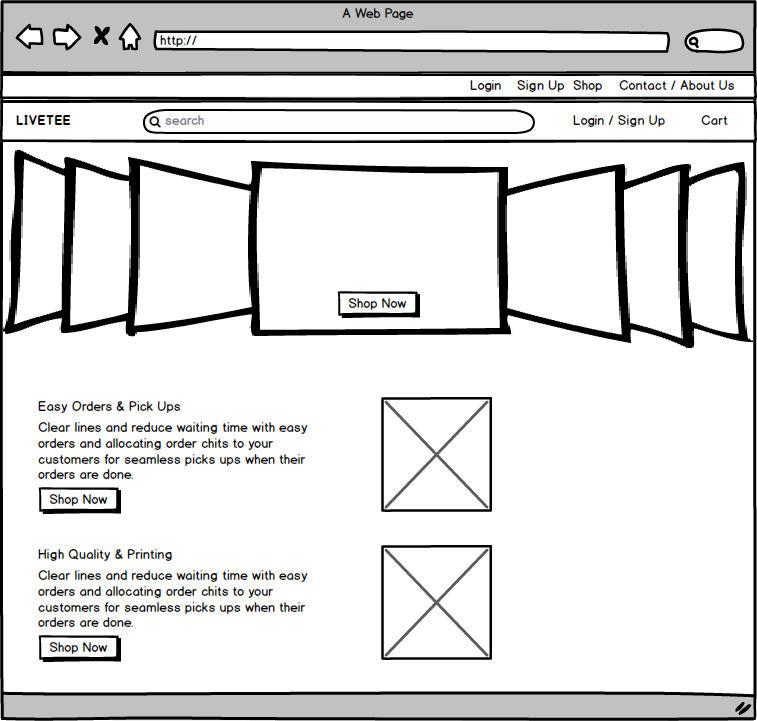 A Web Page
http://
Login Sign Up Shop Contact / About Us
LIVETEE search Login / Sign Up Cart
Shop Now
Easy Orders & Pick Ups
Clear lines and reduce waiting time with easy
orders and allocating order chits to your
customers for seamless picks ups when their
orders are done.
Shop Now
High Quality & Printing
Clear lines and reduce waiting time with easy
orders and allocating order chits to your
customers for seamless picks ups when their
orders are done.
Shop Now